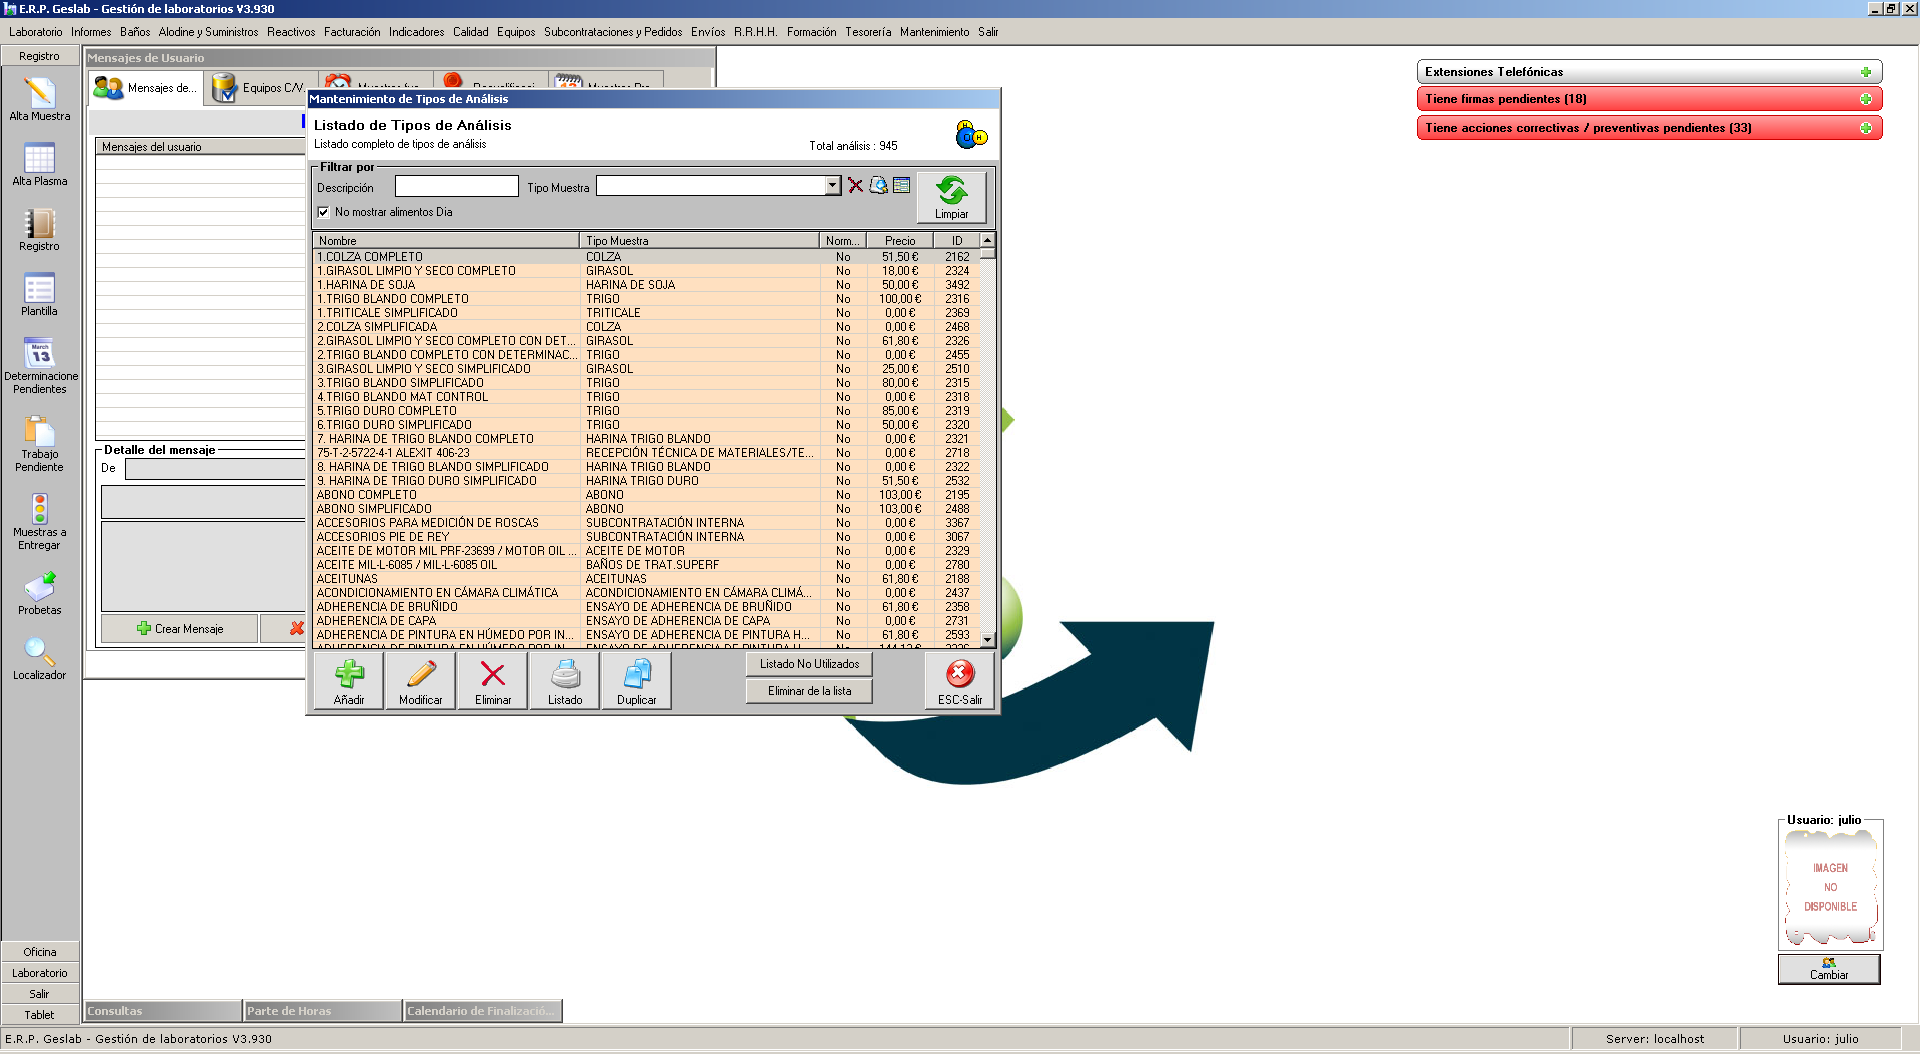 E.R.P. Geslab - Gestión de laboratorios V3.930
Laboratorio Informes Baños Alodine y Suministros Reactivos Facturación Indicadores Calidad Equipos Subcontrataciones y Pedidos Envíos R.R.H.H. Formación Tesorería Mantenimiento Salir
Registro
Alta Muestra
Alta Plasma
Registro
Plantilla
March
13
Determinacione
Pendientes
Trabajo
Pendiente
Muestras a
Entregar
Probetas
Localizador
Oficina
Laboratorio
Salir
Tablet
Mensajes de Usuario
Mensajes de...
Equipos C/V.
Mensajes del usuario
Detalle del mensaje
De
Crear Mensaje
Mantenimiento de Tipos de Análisis
Listado de Tipos de Análisis
Listado completo de tipos de análisis
Total análisis : 945
Filtrar por
Descripción
Tipo Muestra
No mostrar alimentos Dia
Limpiar
Nombre Tipo Muestra Norm... Precio ID
1.COLZA COMPLETO COLZA No 51,50 € 2162
1.GIRASOL LIMPIO Y SECO COMPLETO GIRASOL No 18,00 € 2324
1.HARINA DE SOJA HARINA DE SOJA No 50,00 € 3492
1.TRIGO BLANDO COMPLETO TRIGO No 100,00 € 2316
1.TRITICALE SIMPLIFICADO TRITICALE No 0,00 € 2369
2.COLZA SIMPLIFICADA COLZA No 0,00 € 2468
2.GIRASOL LIMPIO Y SECO COMPLETO CON DET... GIRASOL No 61,80 € 2326
2.TRIGO BLANDO COMPLETO CON DETERMINAC... TRIGO No 0,00 € 2455
3.GIRASOL LIMPIO Y SECO SIMPLIFICADO GIRASOL No 25,00 € 2510
3.TRIGO BLANDO SIMPLIFICADO TRIGO No 80,00 € 2315
4.TRIGO BLANDO MAT CONTROL TRIGO No 0,00 € 2318
5.TRIGO DURO COMPLETO TRIGO No 85,00 € 2319
6.TRIGO DURO SIMPLIFICADO TRIGO No 50,00 € 2320
7. HARINA DE TRIGO BLANDO COMPLETO HARINA TRIGO BLANDO No 0,00 € 2321
75-T-2-5722-4-1 ALEXIT 406-23 RECEPCIÓN TÉCNICA DE MATERIALES/TE... No 0,00 € 2718
8. HARINA DE TRIGO BLANDO SIMPLIFICADO HARINA TRIGO BLANDO No 0,00 € 2322
9. HARINA DE TRIGO DURO SIMPLIFICADO HARINA TRIGO DURO No 51,50 € 2532
ABONO COMPLETO ABONO No 103,00 € 2195
ABONO SIMPLIFICADO ABONO No 103,00 € 2488
ACCESORIOS PARA MEDICIÓN DE ROSCAS SUBCONTRATACIÓN INTERNA No 0,00 € 3367
ACCESORIOS PIE DE REY SUBCONTRATACIÓN INTERNA No 0,00 € 3067
ACEITE DE MOTOR MIL PRF-23699 / MOTOR OIL ... ACEITE DE MOTOR No 0,00 € 2329
ACEITE MIL-L-6085 / MIL-L-6085 OIL BAÑOS DE TRAT.SUPERF No 0,00 € 2780
ACEITUNAS ACEITUNAS No 61,80 € 2188
ACONDICIONAMIENTO EN CÁMARA CLIMÁTICA ACONDICIONAMIENTO EN CÁMARA CLIMÁ... No 0,00 € 2437
ADHERENCIA DE BRUÑIDO ENSAYO DE ADHERENCIA DE BRUÑIDO No 61,80 € 2358
ADHERENCIA DE CAPA ENSAYO DE ADHERENCIA DE CAPA No 0,00 € 2731
ADHERENCIA DE PINTURA EN HÚMEDO POR IN... ENSAYO DE ADHERENCIA DE PINTURA H... No 61,80 € 2593
Añadir
Modificar
Eliminar
Listado
Duplicar
Listado No Utilizados
Eliminar de la lista
ESC-Salir
Extensiones Telefónicas
Tiene firmas pendientes (18)
Tiene acciones correctivas / preventivas pendientes (33)
Usuario: julio
IMAGEN
NO
DISPONIBLE
Cambiar
Consultas
Parte de Horas
Calendario de Finalizació...
E.R.P. Geslab - Gestión de laboratorios V3.930
Server: localhost
Usuario: julio